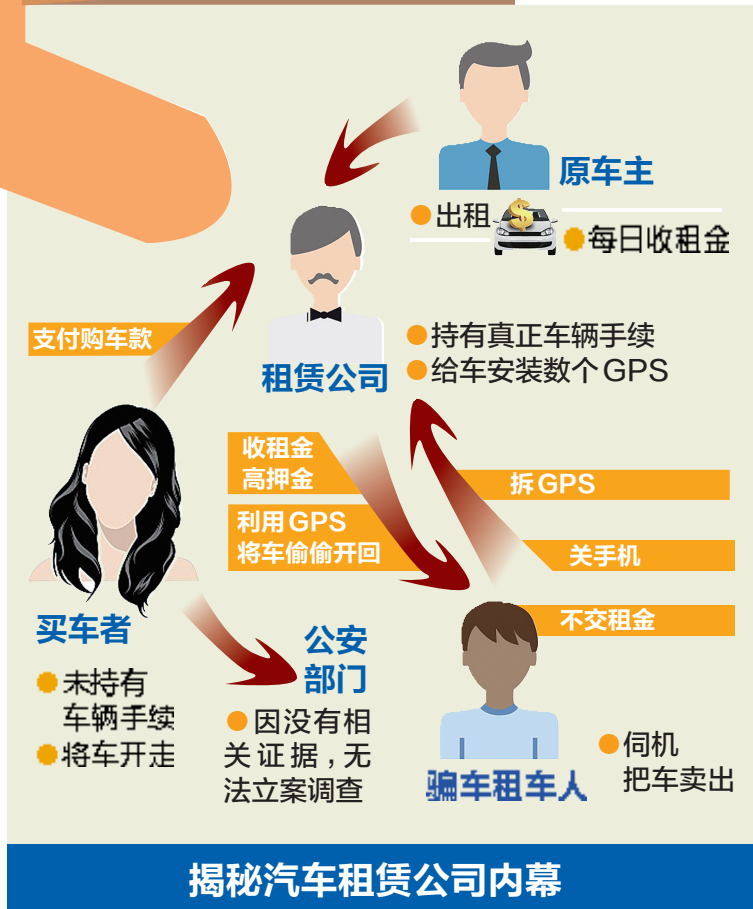 原车主
●出租
●每日收租金
支付购车款
租赁公司
●持有真正车辆手续
●给车安装数个GPS
收租金
高押金
利用GPS
将车偷偷开回
拆GPS
关手机
不交租金
买车者
●未持有
车辆手续
●将车开走
公安
部门
●因没有相
关证据,无
法立案调查
骗车租车人
●伺机
把车卖出
揭秘汽车租赁公司内幕